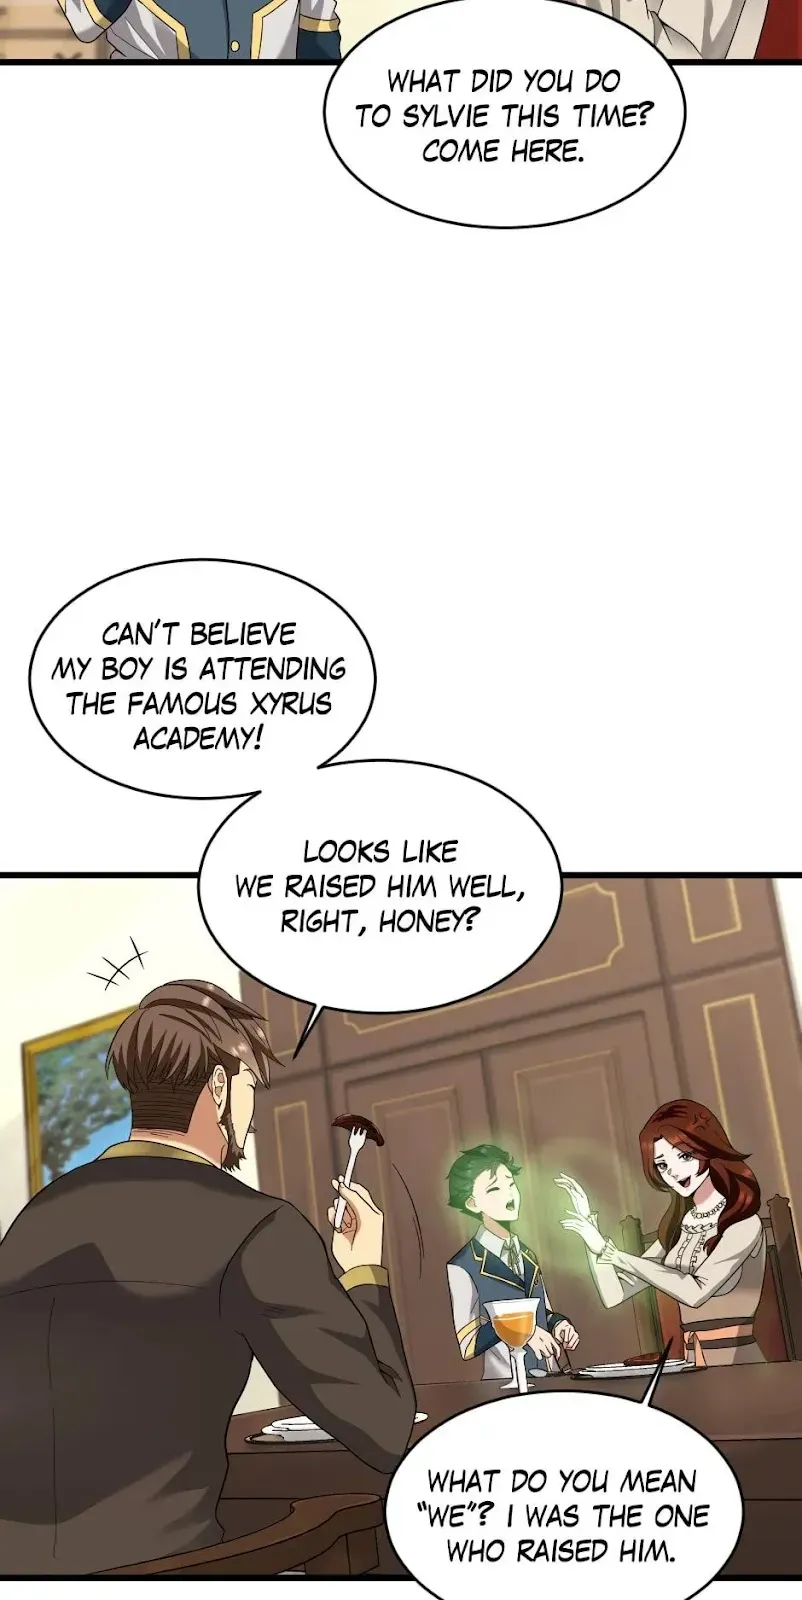 WHAT DID YOU DO
TO SYLVIE THIS TIME?
COME HERE.
CAN'T BELIEVE
MY BOY IS ATTENDING
THE FAMOUS XYRUS
ACADEMY!
LOOKS LIKE
WE RAISED HIM WELL,
RIGHT, HONEY?
WHAT DO YOU MEAN
"WE"? I WAS THE ONE
WHO RAISED HIM.